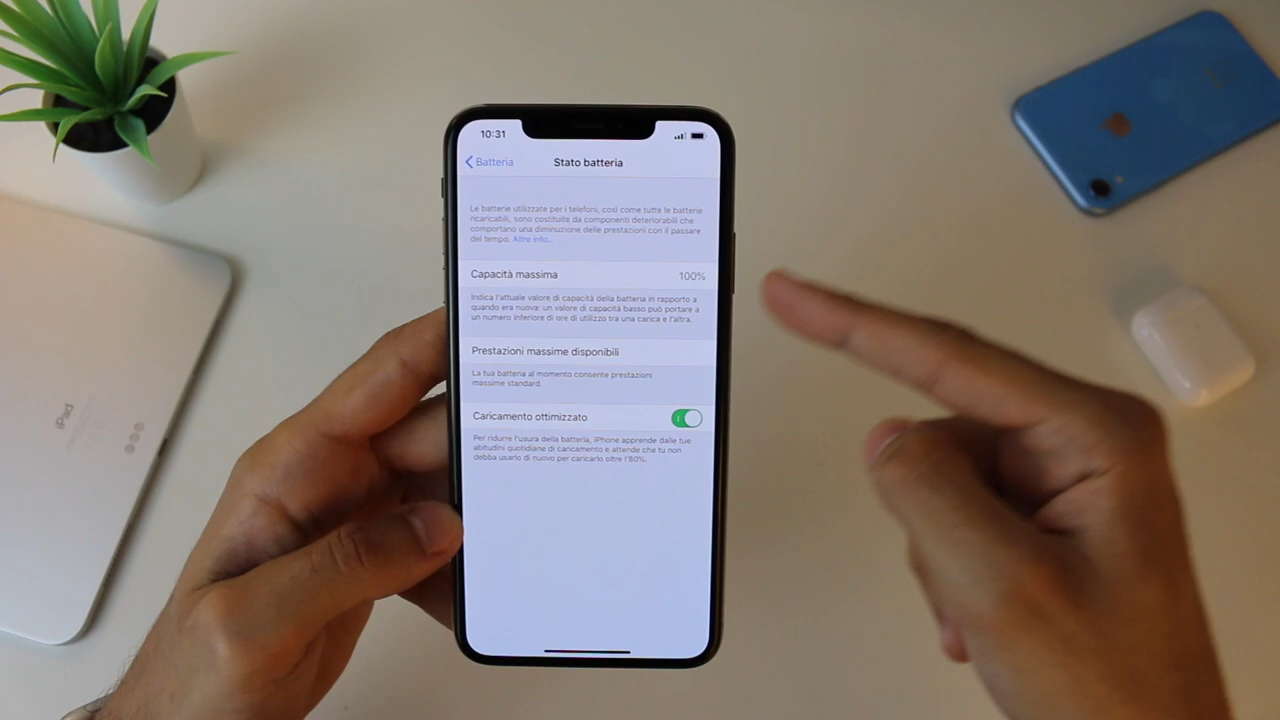 10:31
Batteria
Stato batteria
Le batterie utilizzate per i telefoni, così come tutte le batterie
ricaricabili, sono costituite da componenti deteriorabili che
comportano una diminuzione delle prestazioni con il passare
del tempo. Altre info...
Capacità massima 100%
Indica l'attuale valore di capacità della batteria in rapporto a
quando era nuova: un valore di capacità basso può portare a
un numero inferiore di ore di utilizzo tra una carica e l'altra.
Prestazioni massime disponibili
La tua batteria al momento consente prestazioni
massime standard.
Caricamento ottimizzato
Per ridurre l'usura della batteria, iPhone apprende dalle tue
abitudini quotidiane di caricamento e attende che tu non
debba usarlo di nuovo per caricarlo oltre l'80%.
iPad